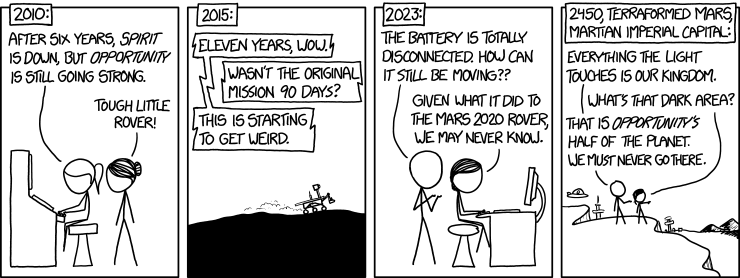 2010:
AFTER SIX YEARS, SPIRIT
IS DOWN, BUT OPPORTUNITY
IS STILL GOING STRONG.
TOUGH LITTLE
ROVER!
2015:
ELEVEN YEARS, WOW.
WASN'T THE ORIGINAL
MISSION 90 DAYS?
THIS IS STARTING
TO GET WEIRD.
2023:
THE BATTERY IS TOTALLY
DISCONNECTED. HOW CAN
IT STILL BE MOVING??
GIVEN WHAT IT DID TO
THE MARS 2020 ROVER,
WE MAY NEVER KNOW.
2450, TERRAFORMED MARS,
MARTIAN IMPERIAL CAPITAL:
EVERYTHING THE LIGHT
TOUCHES IS OUR KINGDOM.
WHAT'S THAT DARK AREA?
THAT IS OPPORTUNITY'S
HALF OF THE PLANET.
WE MUST NEVER GO THERE.